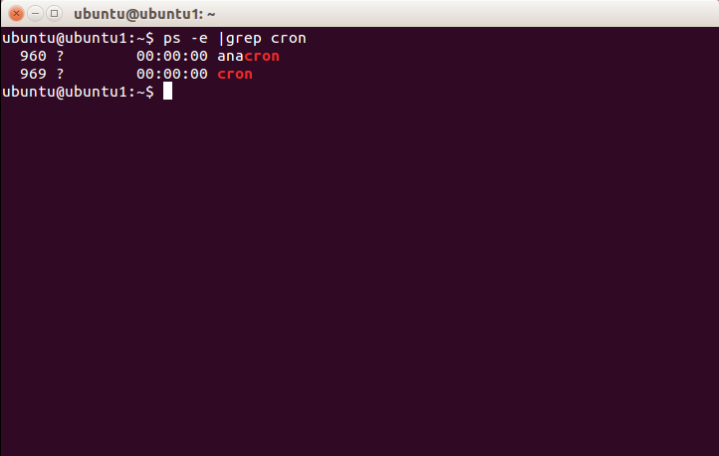 ubuntu@ubuntu1: ~
ubuntu@ubuntu1:~$ ps -e |grep cron
  960 ?        00:00:00 anacron
  969 ?        00:00:00 cron
ubuntu@ubuntu1:~$